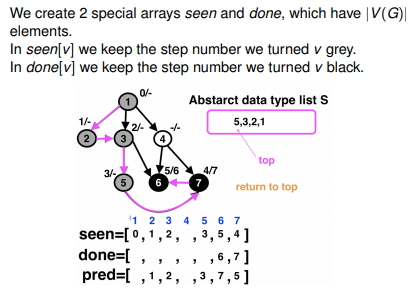 We create 2 special arrays seen and done, which have |V(G)|
elements.
In seen[v] we keep the step number we turned v grey.
In done[v] we keep the step number we turned v black.
0/-
Abstarct data type list S
1
1/-
2/-
-/-
5,3,2,1
2
3
4
top
3/-
5/6
4/7
5
6
7
return to top
1 2 3 4 5 6 7
seen=[0,1,2, ,3,5,4]
done=[ , , , , ,6,7]
pred=[ ,1,2, ,3,7,5]